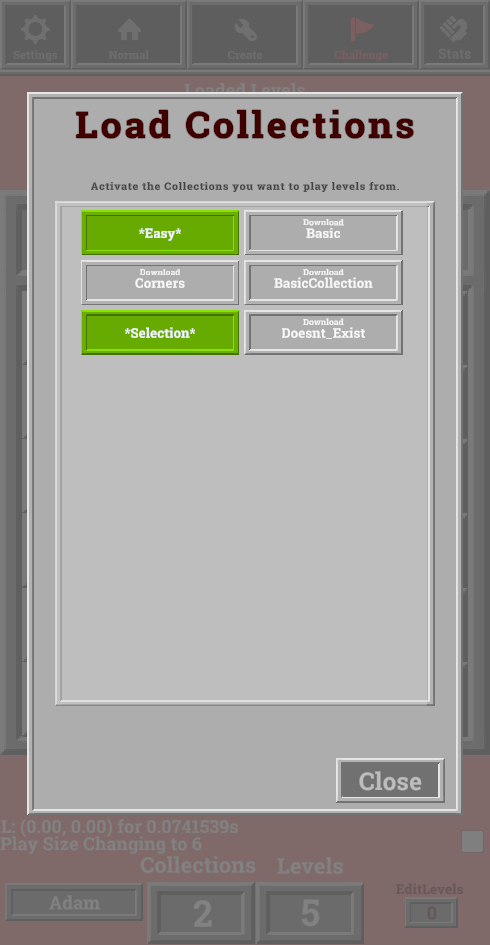 Settings Normal Create Challenge Stats
Loaded Levels
Load Collections
Activate the Collections you want to play levels from.
*Easy*
Download
Basic
Download
Corners
Download
BasicCollection
*Selection*
Download
Doesnt_Exist
Close
L: (0.00, 0.00) for 0.0741539s
Play Size Changing to 6
Collections Levels
EditLevels
Adam 2 5 0